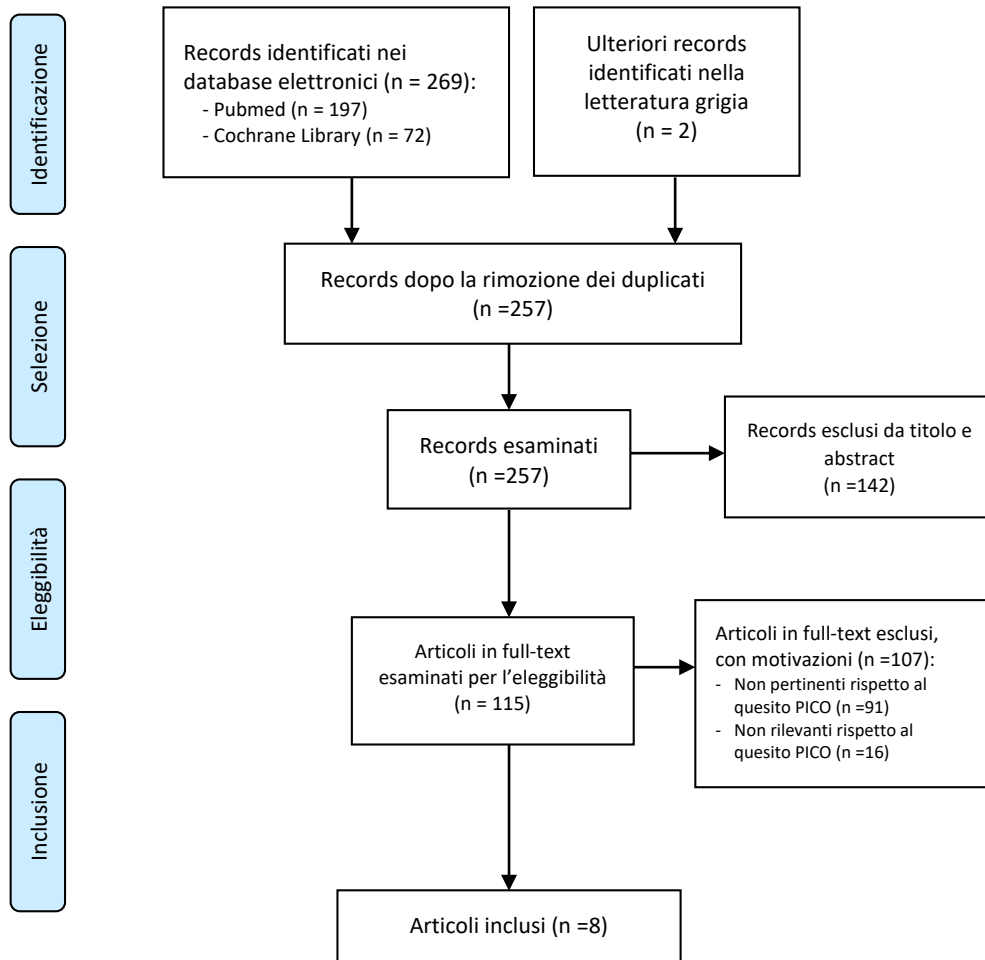 Identificazione
Records identificati nei
database elettronici (n = 269):
- Pubmed (n = 197)
- Cochrane Library (n = 72)
Ulteriori records
identificati nella
letteratura grigia
(n = 2)
Selezione
Records dopo la rimozione dei duplicati
(n =257)
Records esaminati
(n =257)
Records esclusi da titolo e
abstract
(n =142)
Eleggibilità
Articoli in full-text
esaminati per l’eleggibilità
(n = 115)
Articoli in full-text esclusi,
con motivazioni (n =107):
- Non pertinenti rispetto al
quesito PICO (n =91)
- Non rilevanti rispetto al
quesito PICO (n =16)
Inclusione
Articoli inclusi (n =8)